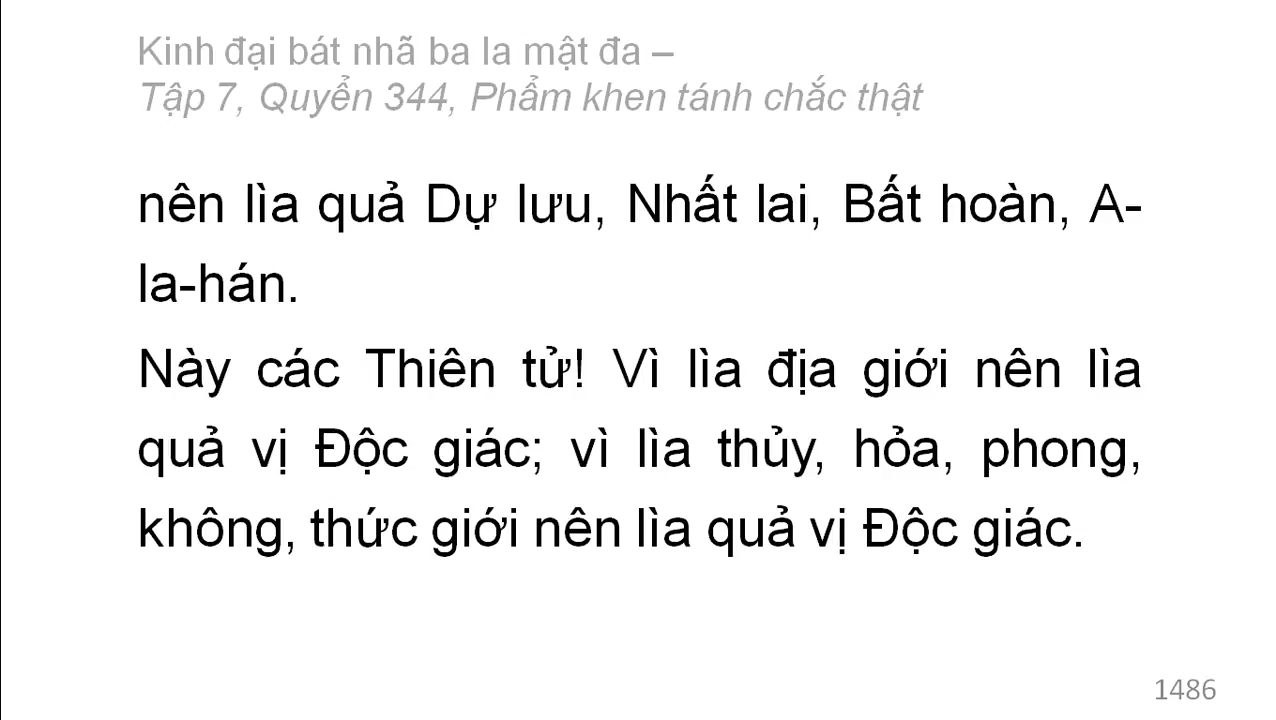 Kinh đại bát nhã ba la mật đa –
Tập 7, Quyển 344, Phẩm khen tánh chắc thật
nên lìa quả Dự lưu, Nhất lai, Bất hoàn, A-
la-hán.
Này các Thiên tử! Vì lìa địa giới nên lìa
quả vị Độc giác; vì lìa thủy, hỏa, phong,
không, thức giới nên lìa quả vị Độc giác.
1486